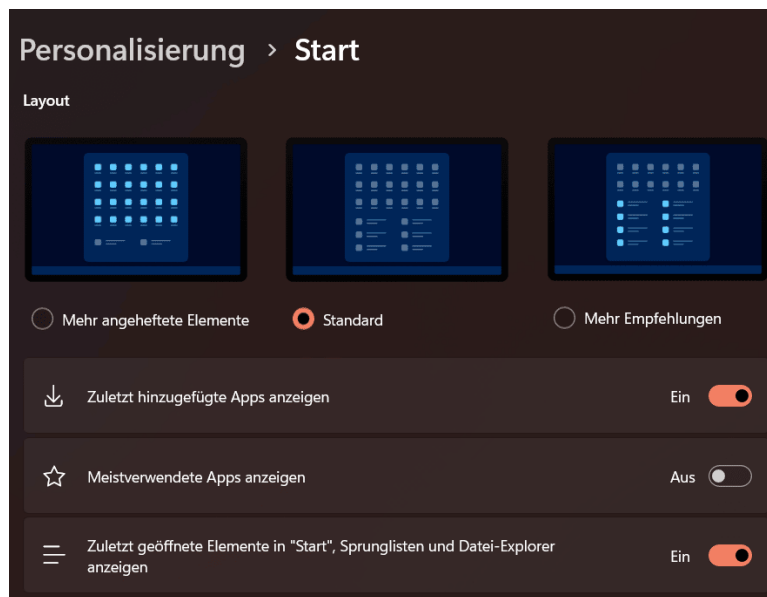 Personalisierung > Start
Layout
Mehr angeheftete Elemente
Standard
Mehr Empfehlungen
Zuletzt hinzugefügte Apps anzeigen Ein
Meistverwendete Apps anzeigen Aus
Zuletzt geöffnete Elemente in "Start", Sprunglisten und Datei-Explorer
anzeigen Ein